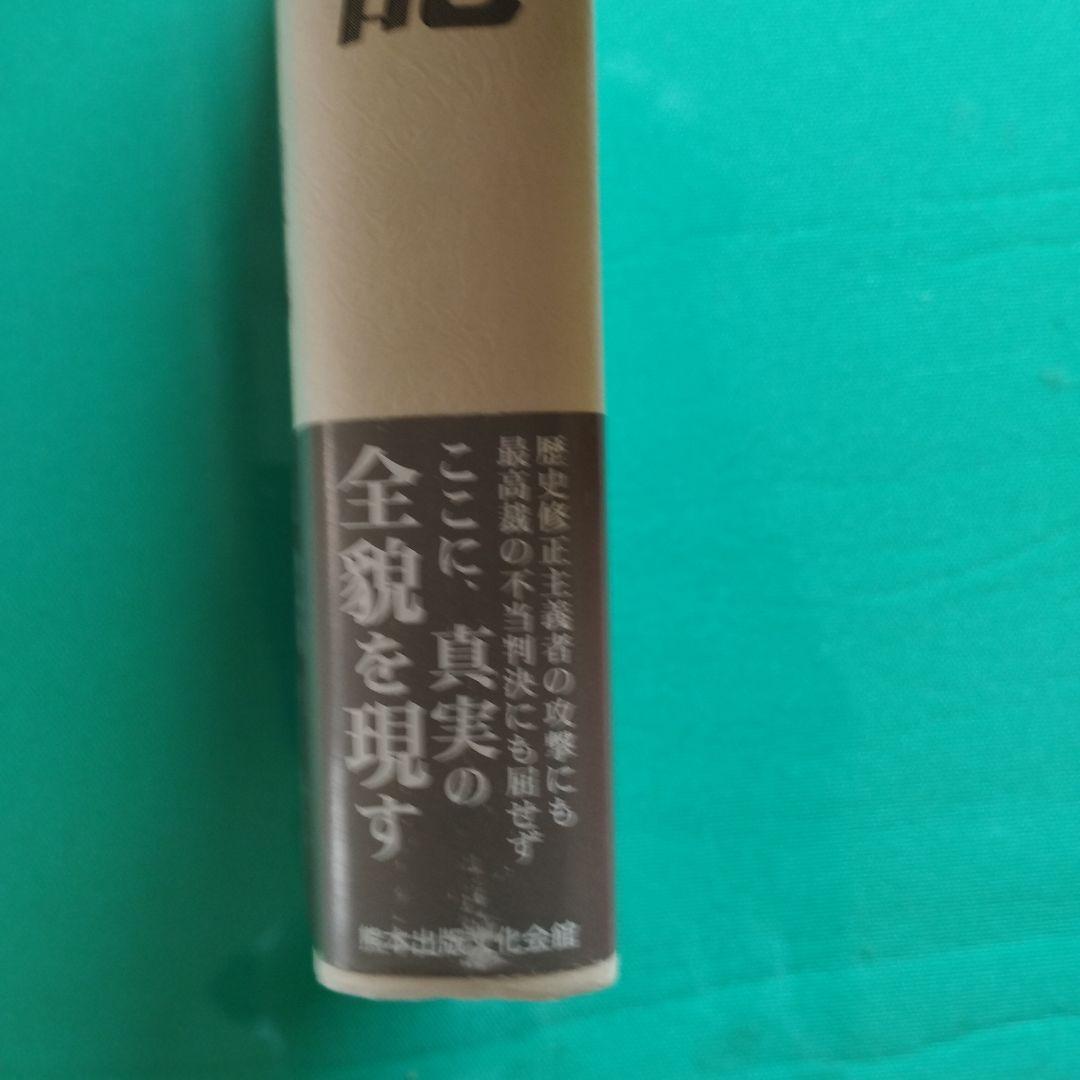 歴史修正主義者の攻撃にも
最高裁の不当判決にも屈せず
ここに、真実の
全貌を現す
熊本出版文化会館